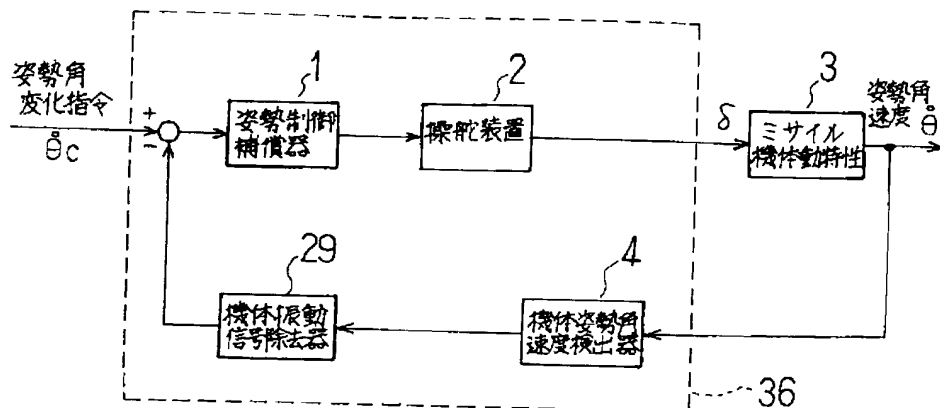 姿勢角
変化指令
θ̇c
+
−
1
姿勢制御
補償器
2
操舵装置
δ
3
ミサイル
機体動特性
姿勢角
速度 θ̇
29
機体振動
信号除去器
4
機体姿勢角
速度検出器
36